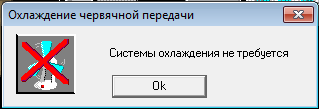 Охлаждение червячной передачи
Системы охлаждения не требуется
Ok